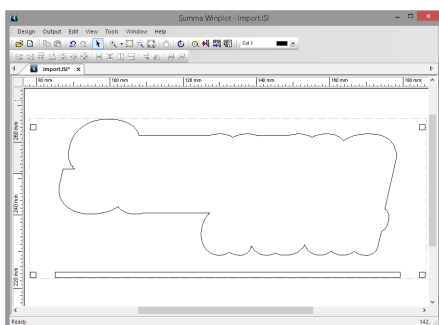 Summa Winplot - Import.ISI
Design Output Edit View Tools Window Help
Col 1
Import.ISI*
80 mm 100 mm 120 mm 140 mm 160 mm 180 mm
260 mm
240 mm
220 mm
Ready
142.